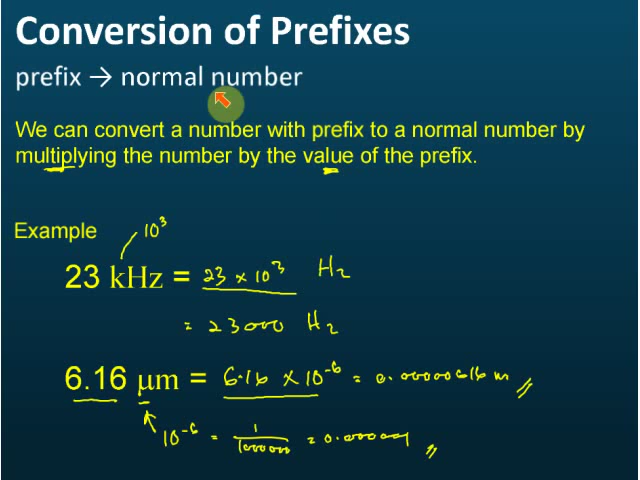 Conversion of Prefixes
prefix → normal number
We can convert a number with prefix to a normal number by
multiplying the number by the value of the prefix.
Example
10³
23 kHz = 23 × 10³ Hz
= 23000 Hz
6.16 μm = 6.16 × 10⁻⁶ = 0.00000616 m //
10⁻⁶ = 1/1000000 = 0.000001 //